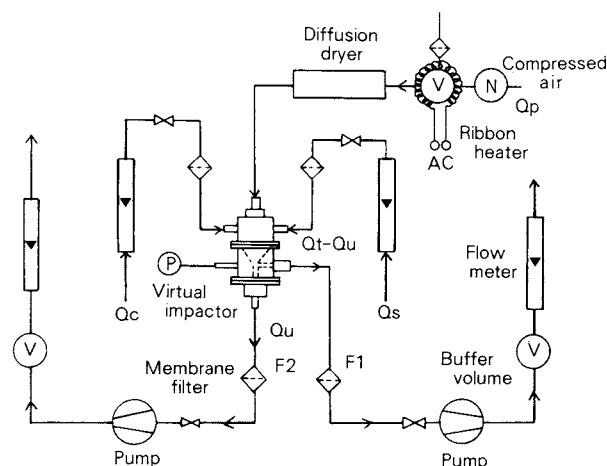 Diffusion
dryer
V
N
Compressed
air
Qp
Ribbon
heater
AC
Qt-Qu
P
Virtual
impactor
Qc
Qs
Flow
meter
Qu
V
Membrane
filter
F2
F1
Buffer
volume
V
Pump
Pump